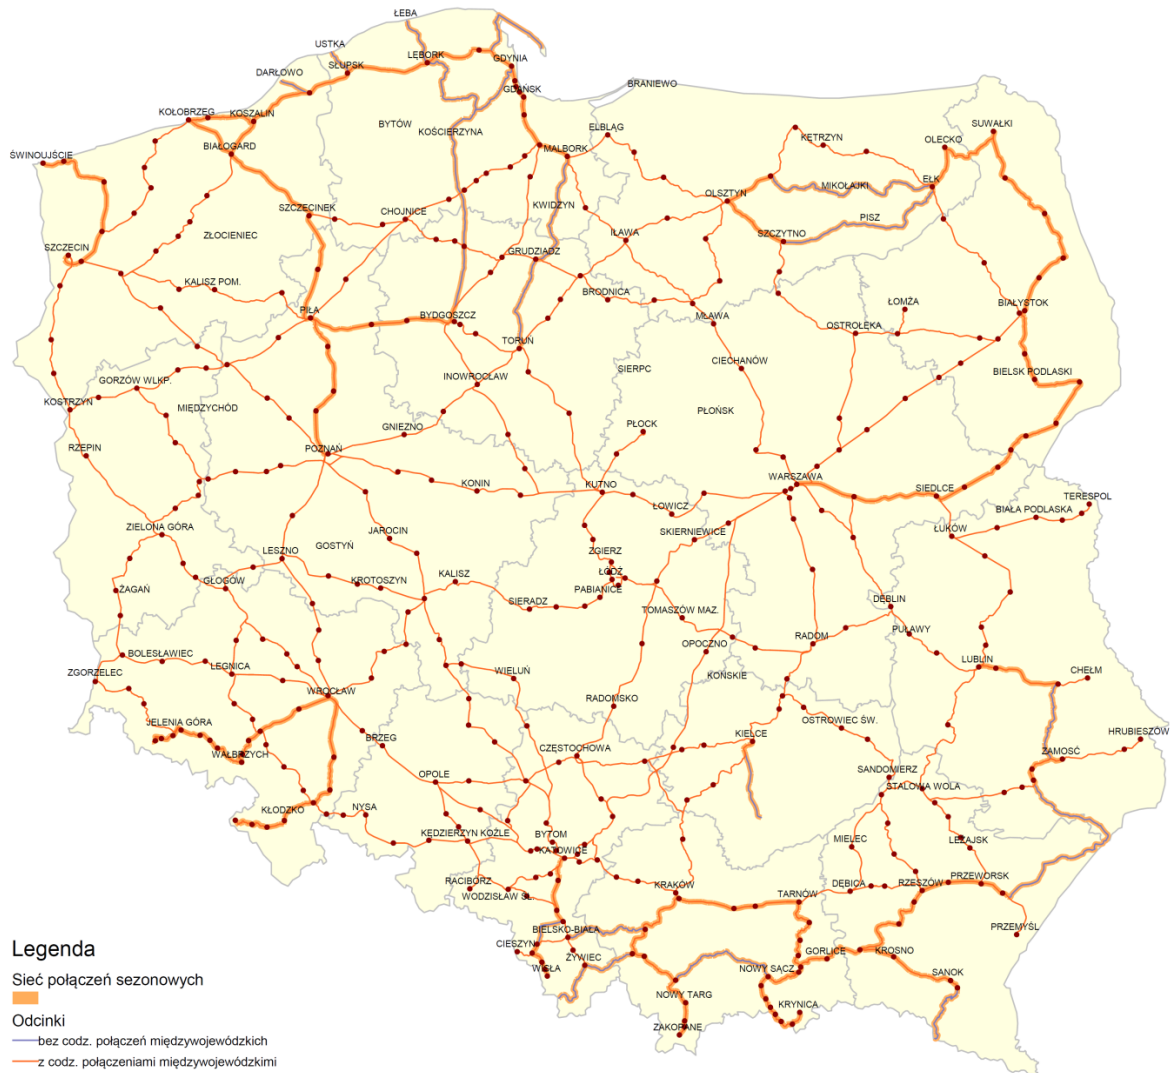 ŁEBA
USTKA
LĘBORK
GDYNIA
SŁUPSK
DARŁOWO
BRANIEWO
GDAŃSK
KOŁOBRZEG
KOSZALIN
BYTÓW
KOŚCIERZYNA
ELBLĄG
KĘTRZYN
SUWAŁKI
OLECKO
BIAŁOGARD
MALBORK
ŚWINOUJŚCIE
EŁK
MIKOŁAJKI
OLSZTYN
SZCZECINEK
CHOJNICE
KWIDZYN
PISZ
ZŁOCIENIEC
IŁAWA
SZCZYTNO
SZCZECIN
GRUDZIĄDZ
KALISZ POM.
BRODNICA
ŁOMŻA
BIAŁYSTOK
PIŁA
BYDGOSZCZ
MŁAWA
OSTROŁĘKA
TORUŃ
CIECHANÓW
SIERPC
BIELSK PODLASKI
GORZÓW WLKP.
INOWROCŁAW
PŁOŃSK
KOSTRZYN
MIĘDZYCHÓD
GNIEZNO
PŁOCK
RZEPIN
POZNAŃ
WARSZAWA
KONIN
KUTNO
SIEDLCE
TERESPOL
ŁOWICZ
BIAŁA PODLASKA
ZIELONA GÓRA
JAROCIN
SKIERNIEWICE
ŁUKÓW
GOSTYŃ
LESZNO
ZGIERZ
ŁÓDŹ
GŁOGÓW
KROTOSZYN
KALISZ
PABIANICE
ŻAGAŃ
SIERADZ
DĘBLIN
TOMASZÓW MAZ.
PUŁAWY
RADOM
OPOCZNO
BOLESŁAWIEC
LUBLIN
ZGORZELEC
LEGNICA
WIELUŃ
KOŃSKIE
CHEŁM
WROCŁAW
RADOMSKO
JELENIA GÓRA
OSTROWIEC ŚW.
HRUBIESZÓW
BRZEG
KIELCE
WAŁBRZYCH
CZĘSTOCHOWA
ZAMOŚĆ
OPOLE
SANDOMIERZ
STALOWA WOLA
KŁODZKO
NYSA
KĘDZIERZYN KOŹLE
BYTOM
MIELEC
LEŻAJSK
KATOWICE
RACIBÓRZ
KRAKÓW
DĘBICA
RZESZÓW
PRZEWORSK
WODZISŁAW ŚL.
TARNÓW
BIELSKO-BIAŁA
PRZEMYŚL
CIESZYN
GORLICE
KROSNO
ŻYWIEC
WISŁA
NOWY SĄCZ
SANOK
NOWY TARG
KRYNICA
ZAKOPANE
Legenda
Sieć połączeń sezonowych
Odcinki
bez codz. połączeń międzywojewódzkich
z codz. połączeniami międzywojewódzkimi